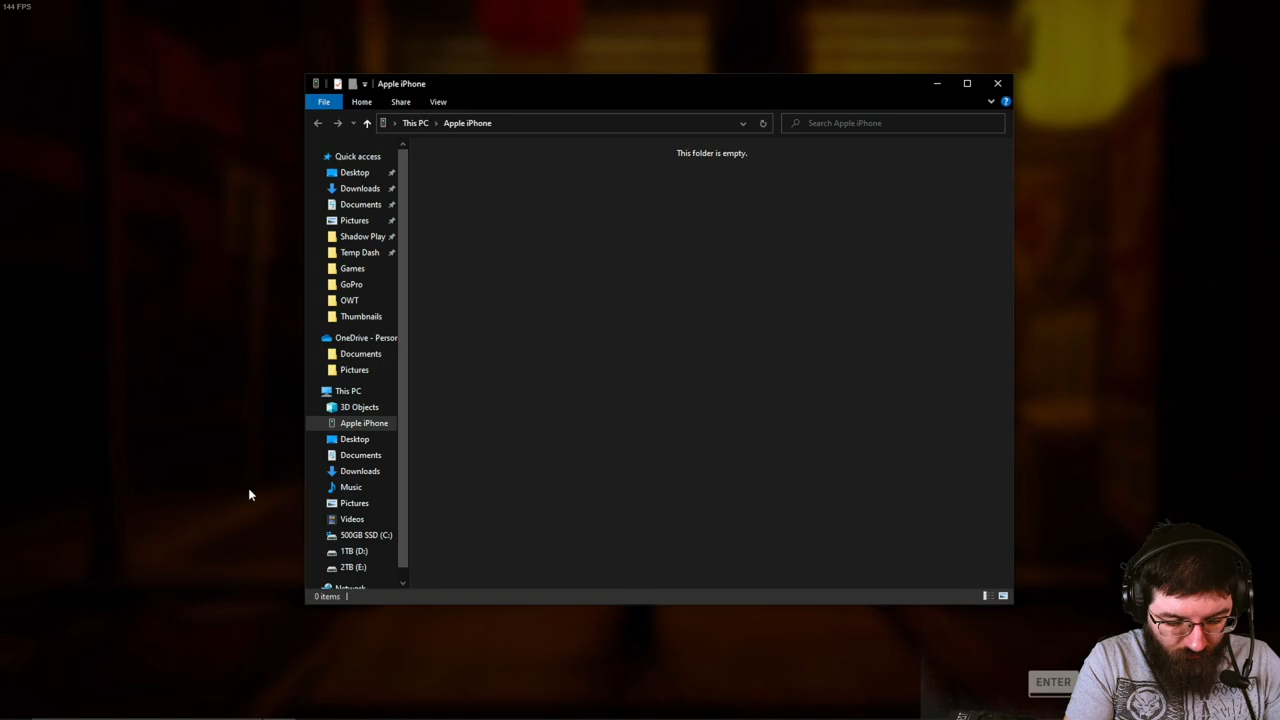 144 FPS
Apple iPhone
File Home Share View
This PC Apple iPhone
Search Apple iPhone
This folder is empty.
Quick access
Desktop
Downloads
Documents
Pictures
Shadow Play
Temp Dash
Games
GoPro
OWT
Thumbnails
OneDrive - Person
Documents
Pictures
This PC
3D Objects
Apple iPhone
Desktop
Documents
Downloads
Music
Pictures
Videos
500GB SSD (C:)
1TB (D:)
2TB (E:)
Network
0 items
ENTER